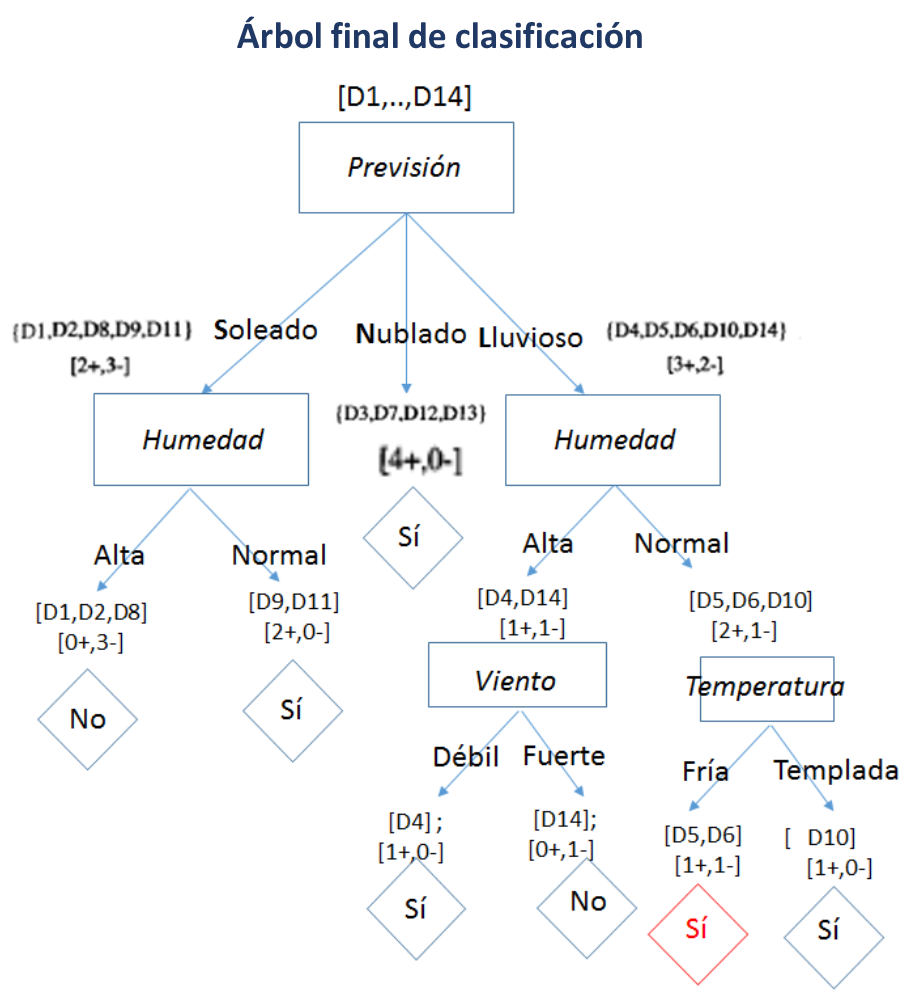 Árbol final de clasificación
[D1,..,D14]
Previsión
{D1,D2,D8,D9,D11} Soleado Nublado Lluvioso {D4,D5,D6,D10,D14}
[2+,3-] [3+,2-]
Humedad {D3,D7,D12,D13} Humedad
[4+,0-]
Sí
Alta Normal Alta Normal
[D1,D2,D8] [D9,D11] [D4,D14] [D5,D6,D10]
[0+,3-] [2+,0-] [1+,1-] [2+,1-]
No Sí Viento Temperatura
Débil Fuerte Fría Templada
[D4] ; [D14]; [D5,D6] [ D10]
[1+,0-] [0+,1-] [1+,1-] [1+,0-]
Sí No Sí Sí